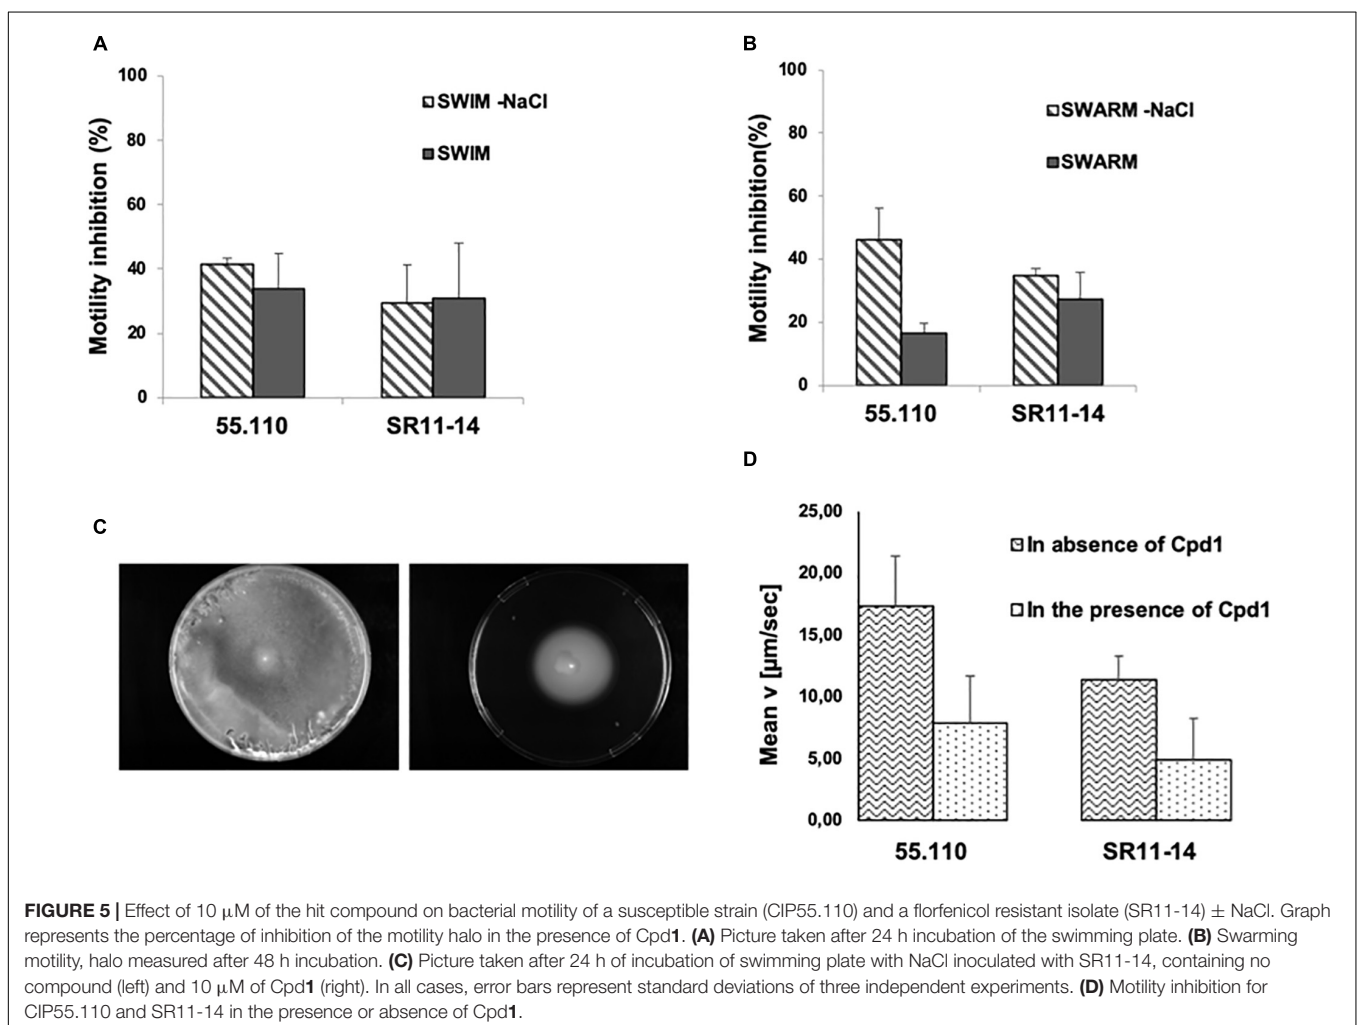 A
100
80
60
40
20
0
Motility inhibition (%)
SWIM -NaCl
SWIM
55.110
SR11-14
B
100
80
60
40
20
0
Motility inhibition(%)
SWARM -NaCl
SWARM
55.110
SR11-14
C
D
25,00
20,00
15,00
10,00
5,00
0,00
Mean v [µm/sec]
In absence of Cpd1
In the presence of Cpd1
55.110
SR11-14
FIGURE 5 | Effect of 10 µM of the hit compound on bacterial motility of a susceptible strain (CIP55.110) and a florfenicol resistant isolate (SR11-14) ± NaCl. Graph
represents the percentage of inhibition of the motility halo in the presence of Cpd1. (A) Picture taken after 24 h incubation of the swimming plate. (B) Swarming
motility, halo measured after 48 h incubation. (C) Picture taken after 24 h of incubation of swimming plate with NaCl inoculated with SR11-14, containing no
compound (left) and 10 µM of Cpd1 (right). In all cases, error bars represent standard deviations of three independent experiments. (D) Motility inhibition for
CIP55.110 and SR11-14 in the presence or absence of Cpd1.